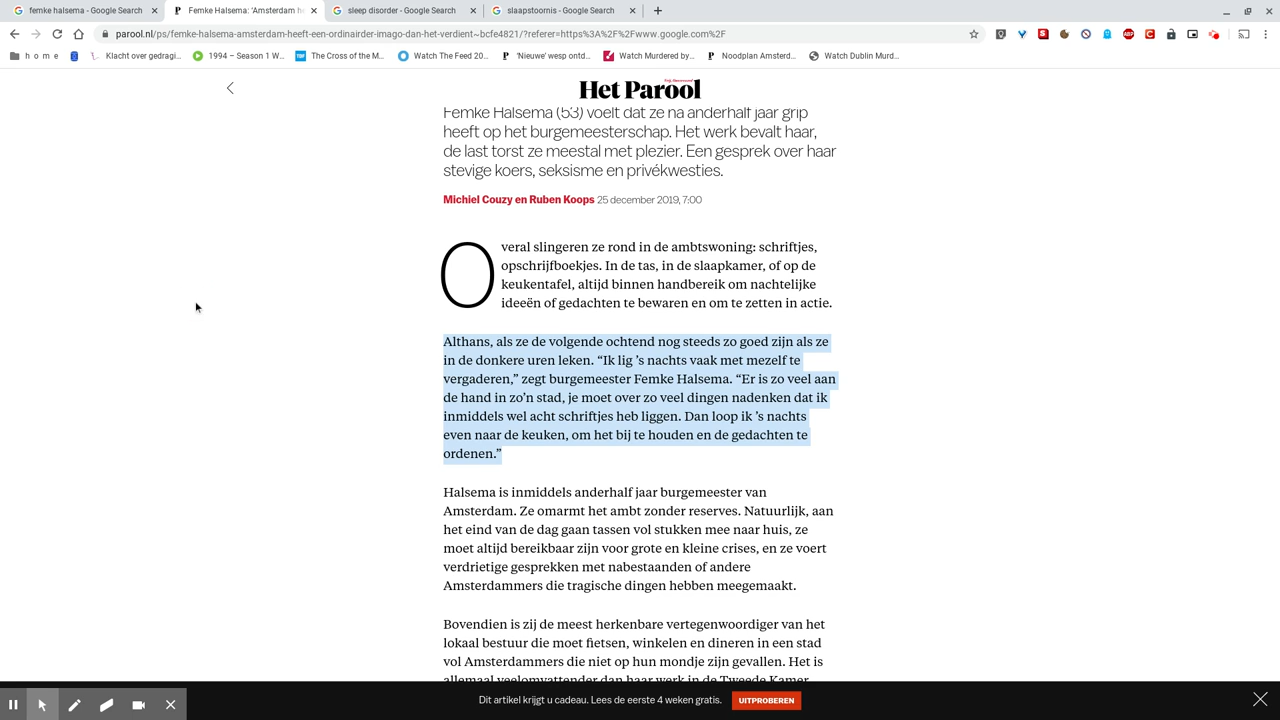 femke halsema - Google Search
Femke Halsema: 'Amsterdam he
sleep disorder - Google Search
slaapstoornis - Google Search
parool.nl/ps/femke-halsema-amsterdam-heeft-een-ordinairder-imago-dan-het-verdient~bcfe4821/?referer=https%3A%2F%2Fwww.google.com%2F
h o m e
Klacht over gedragi...
1994 – Season 1 W...
The Cross of the M...
Watch The Feed 20...
'Nieuwe' wesp ontd...
Watch Murdered by...
Noodplan Amsterd...
Watch Dublin Murd...
Het Parool
Femke Halsema (53) voelt dat ze na anderhalf jaar grip
heeft op het burgemeesterschap. Het werk bevalt haar,
de last torst ze meestal met plezier. Een gesprek over haar
stevige koers, seksisme en privékwesties.
Michiel Couzy en Ruben Koops 25 december 2019, 7:00
Overal slingeren ze rond in de ambtswoning: schriftjes,
opschrijfboekjes. In de tas, in de slaapkamer, of op de
keukentafel, altijd binnen handbereik om nachtelijke
ideeën of gedachten te bewaren en om te zetten in actie.
Althans, als ze de volgende ochtend nog steeds zo goed zijn als ze
in de donkere uren leken. “Ik lig ’s nachts vaak met mezelf te
vergaderen,” zegt burgemeester Femke Halsema. “Er is zo veel aan
de hand in zo’n stad, je moet over zo veel dingen nadenken dat ik
inmiddels wel acht schriftjes heb liggen. Dan loop ik ’s nachts
even naar de keuken, om het bij te houden en de gedachten te
ordenen.”
Halsema is inmiddels anderhalf jaar burgemeester van
Amsterdam. Ze omarmt het ambt zonder reserves. Natuurlijk, aan
het eind van de dag gaan tassen vol stukken mee naar huis, ze
moet altijd bereikbaar zijn voor grote en kleine crises, en ze voert
verdrietige gesprekken met nabestaanden of andere
Amsterdammers die tragische dingen hebben meegemaakt.
Bovendien is zij de meest herkenbare vertegenwoordiger van het
lokaal bestuur die moet fietsen, winkelen en dineren in een stad
vol Amsterdammers die niet op hun mondje zijn gevallen. Het is
allemaal veelomvattender dan haar werk in de Tweede Kamer
Dit artikel krijgt u cadeau. Lees de eerste 4 weken gratis.
UITPROBEREN